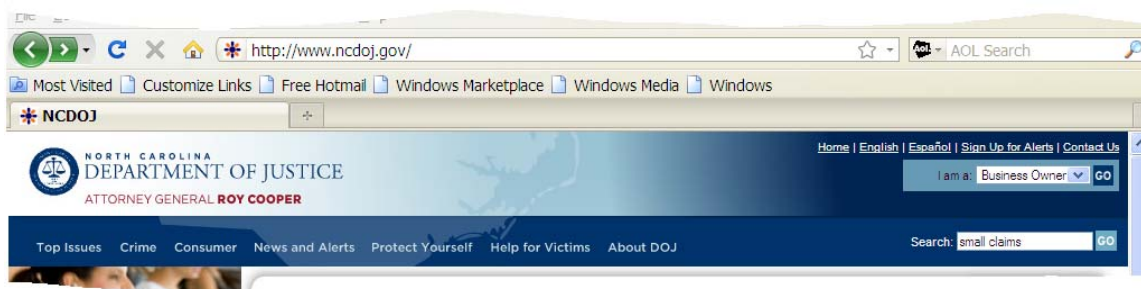 http://www.ncdoj.gov/ AOL AOL Search
Most Visited Customize Links Free Hotmail Windows Marketplace Windows Media Windows
NCDOJ
Home | English | Español | Sign Up for Alerts | Contact Us
NORTH CAROLINA
DEPARTMENT OF JUSTICE
ATTORNEY GENERAL ROY COOPER
I am a: Business Owner GO
Top Issues Crime Consumer News and Alerts Protect Yourself Help for Victims About DOJ
Search: small claims GO